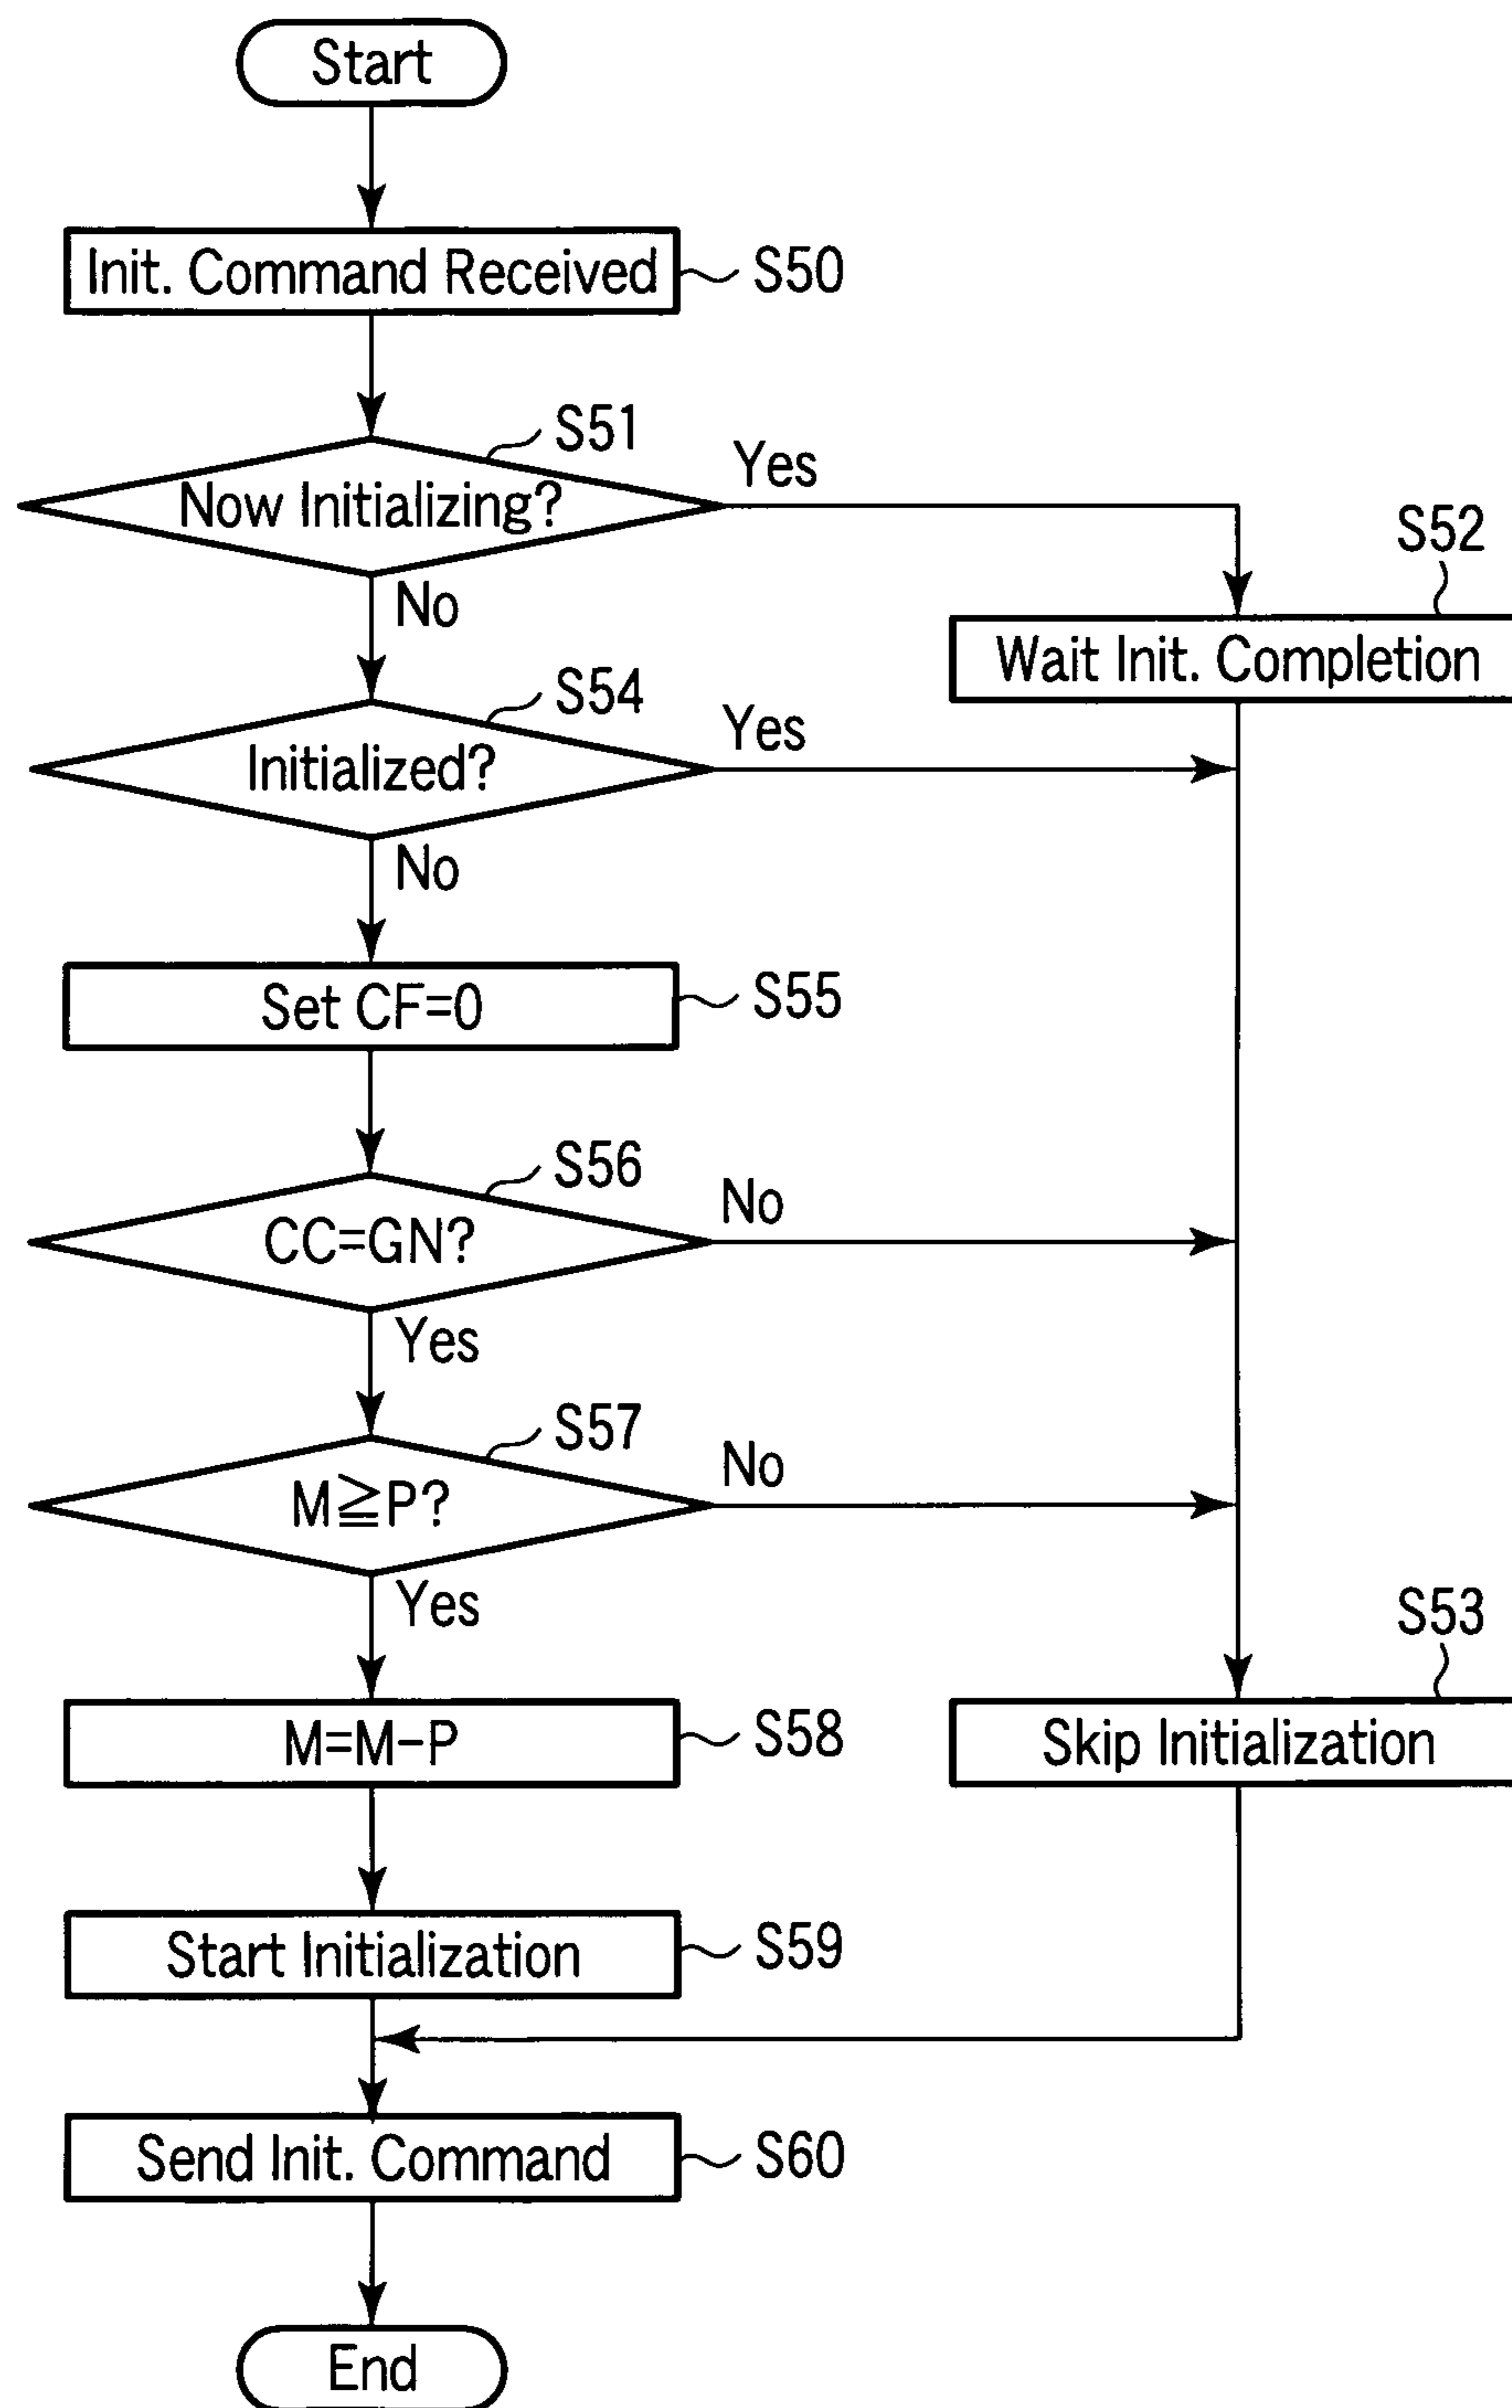 Start
Init. Command Received
S50
S51
Now Initializing?
Yes
No
S52
Wait Init. Completion
S54
Initialized?
Yes
No
Set CF=0
S55
S56
CC=GN?
No
Yes
S57
M≧P?
No
Yes
S53
M=M-P
S58
Skip Initialization
Start Initialization
S59
Send Init. Command
S60
End